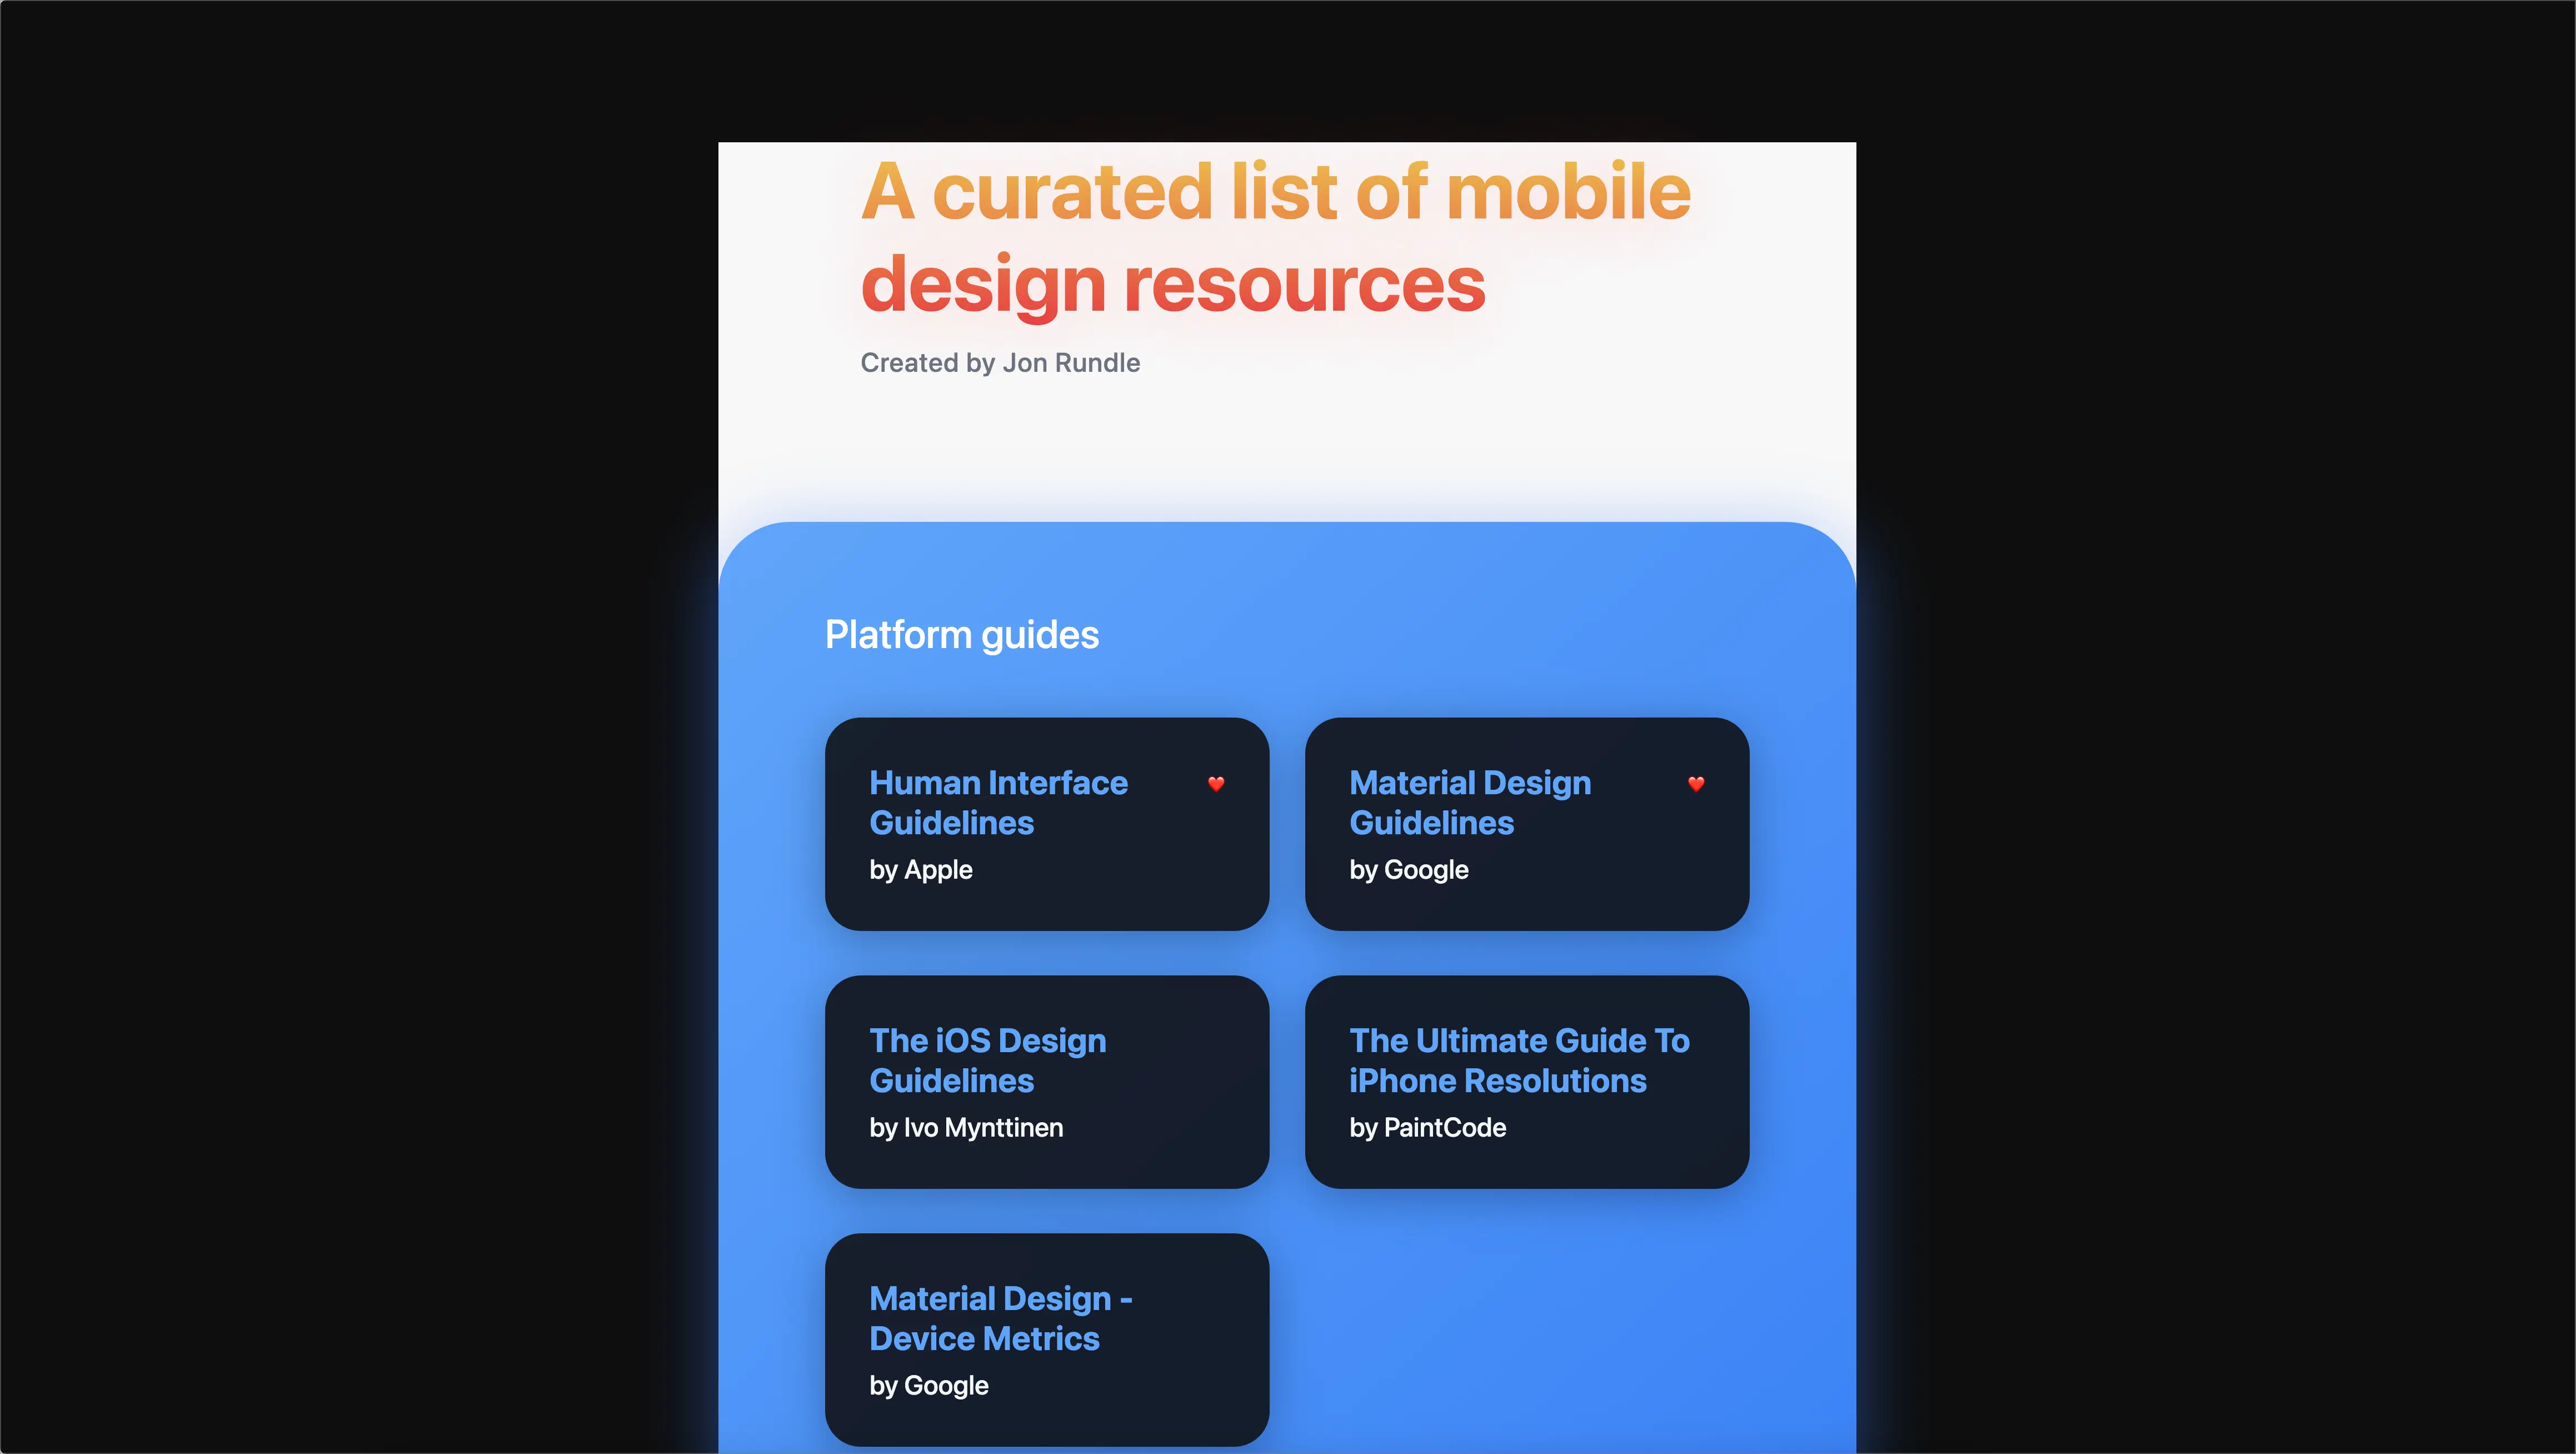 A curated list of mobile
design resources
Created by Jon Rundle
Platform guides
Human Interface
Guidelines
by Apple
Material Design
Guidelines
by Google
The iOS Design
Guidelines
by Ivo Mynttinen
The Ultimate Guide To
iPhone Resolutions
by PaintCode
Material Design -
Device Metrics
by Google